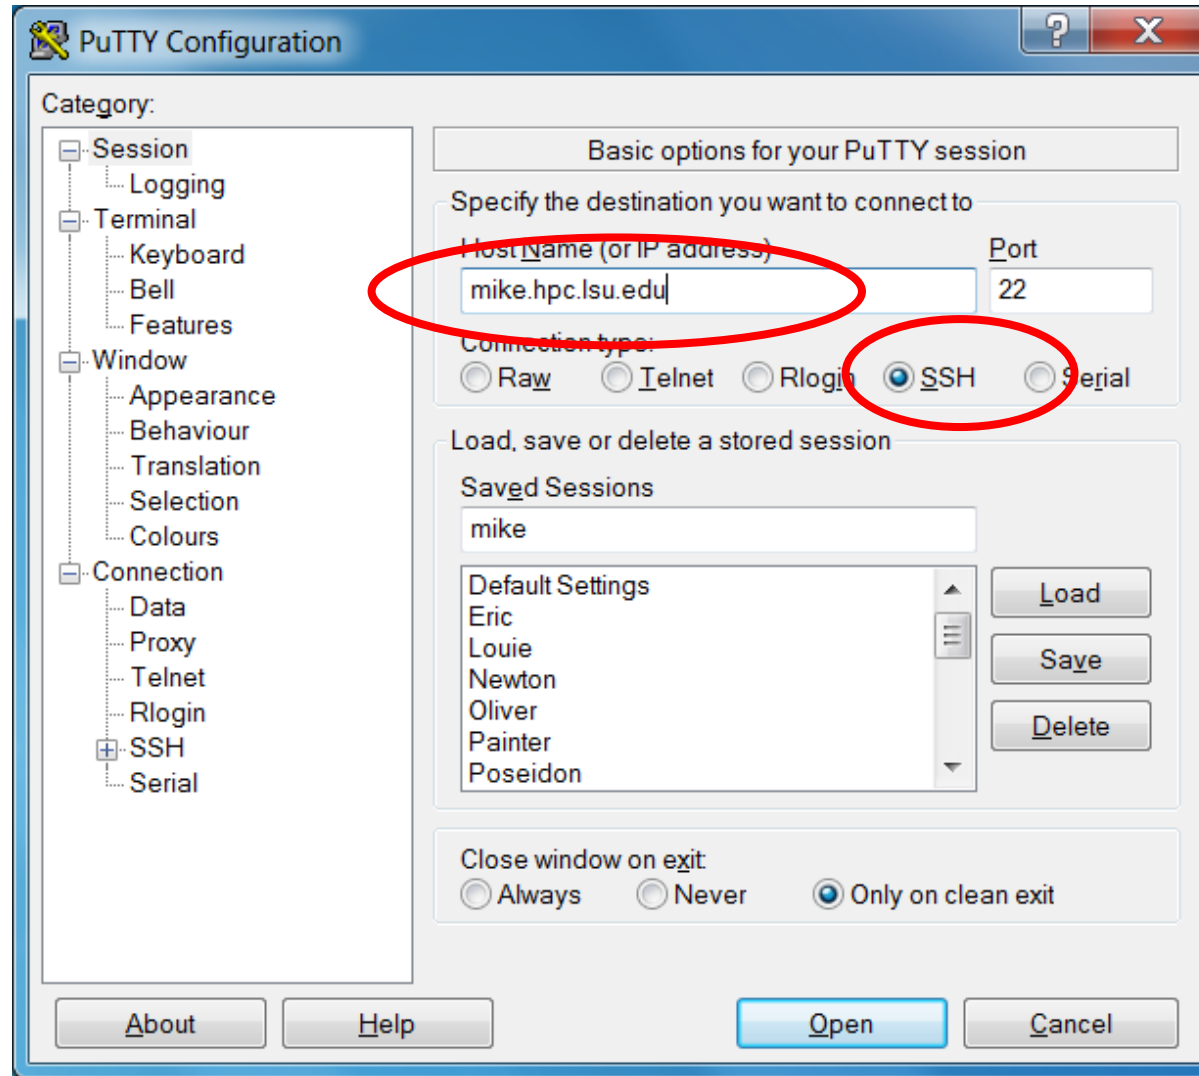 PuTTY Configuration
Category:
Session
Logging
Terminal
Keyboard
Bell
Features
Window
Appearance
Behaviour
Translation
Selection
Colours
Connection
Data
Proxy
Telnet
Rlogin
SSH
Serial
Basic options for your PuTTY session
Specify the destination you want to connect to
Host Name (or IP address) Port
mike.hpc.lsu.edu 22
Connection type:
Raw Telnet Rlogin SSH Serial
Load, save or delete a stored session
Saved Sessions
mike
Default Settings
Eric
Louie
Newton
Oliver
Painter
Poseidon
Load
Save
Delete
Close window on exit:
Always Never Only on clean exit
About Help Open Cancel